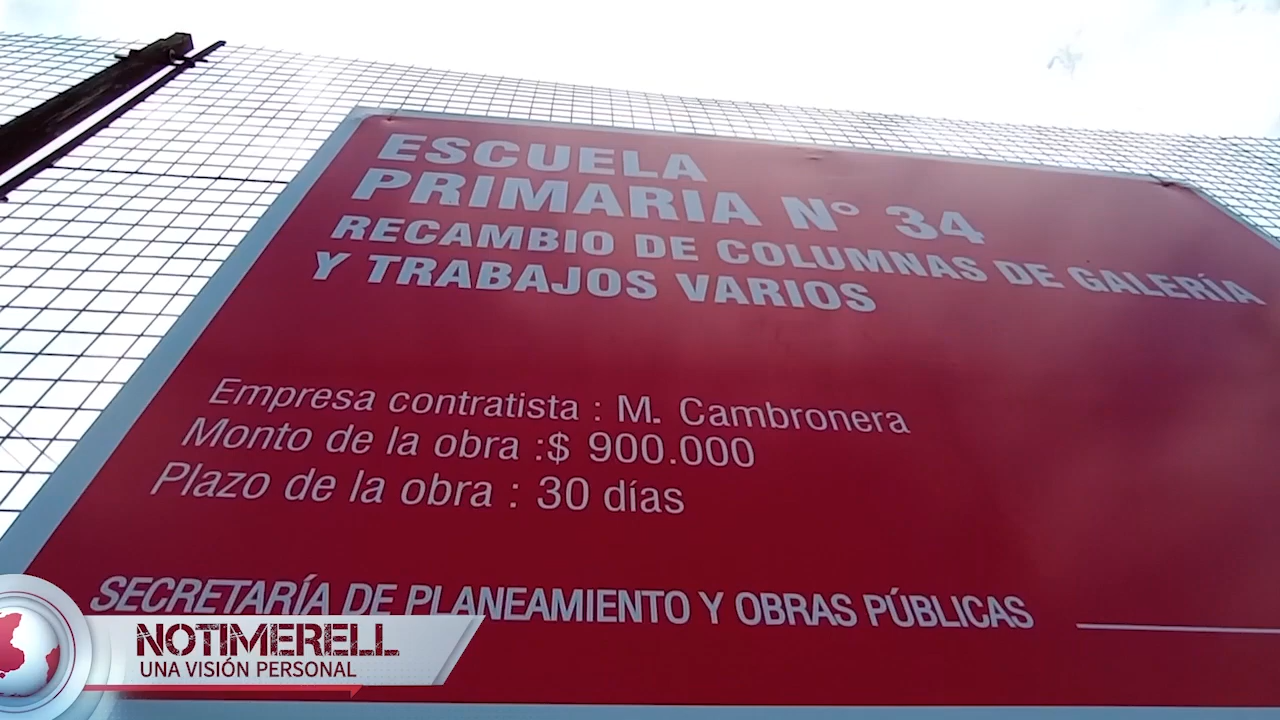 ESCUELA
PRIMARIA N° 34
RECAMBIO DE COLUMNAS DE GALERÍA
Y TRABAJOS VARIOS
Empresa contratista : M. Cambronera
Monto de la obra :$ 900.000
Plazo de la obra : 30 días
SECRETARÍA DE PLANEAMIENTO Y OBRAS PÚBLICAS
NOTIMERELL
UNA VISIÓN PERSONAL